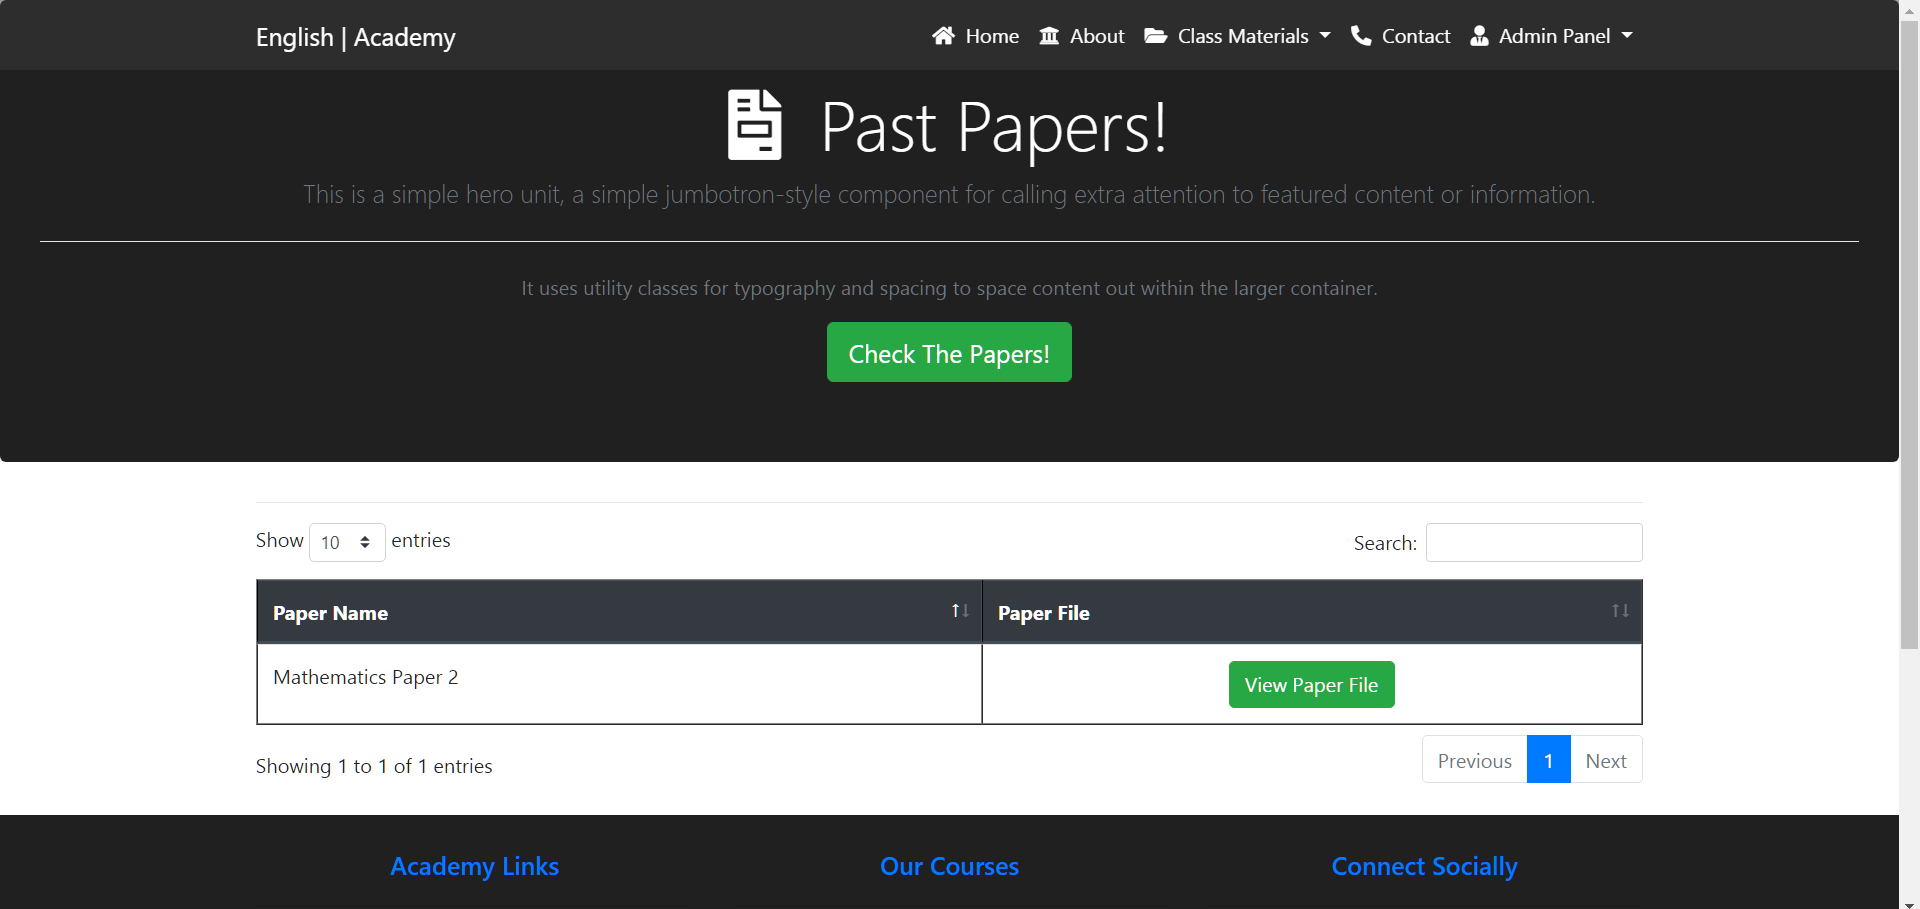 English | Academy
Home About Class Materials Contact Admin Panel
Past Papers!
This is a simple hero unit, a simple jumbotron-style component for calling extra attention to featured content or information.
It uses utility classes for typography and spacing to space content out within the larger container.
Check The Papers!
Show 10 entries
Search:
Paper Name Paper File
Mathematics Paper 2 View Paper File
Showing 1 to 1 of 1 entries
Previous 1 Next
Academy Links Our Courses Connect Socially